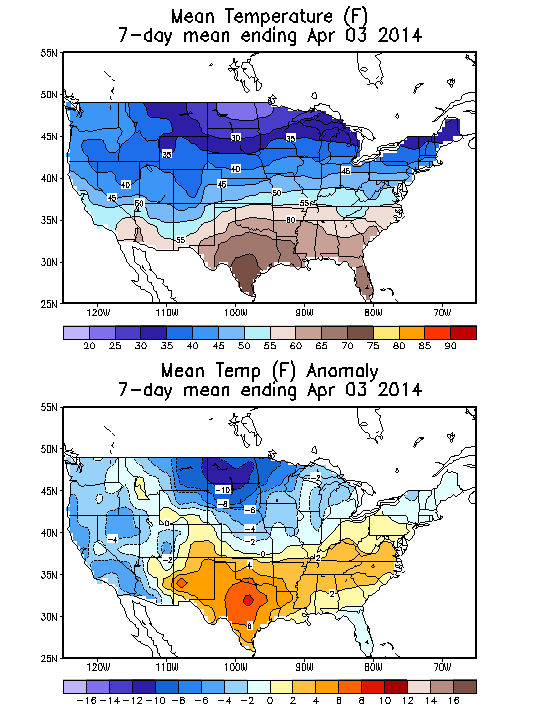 Mean Temperature (F)
7-day mean ending Apr 03 2014
55N
50N
45N
40N
35N
30N
25N
30
35
35
40
45
45
40
50
50
55
60
55
120W 110W 100W 90W 80W 70W
20 25 30 35 40 45 50 55 60 65 70 75 80 85 90
Mean Temp (F) Anomaly
7-day mean ending Apr 03 2014
55N
50N
45N
40N
35N
30N
25N
-2
-10
-8
-6
0
-4
-4
-2
-2
0
2
4
2
6
120W 110W 100W 90W 80W 70W
-16 -14 -12 -10 -8 -6 -4 -2 0 2 4 6 8 10 12 14 16